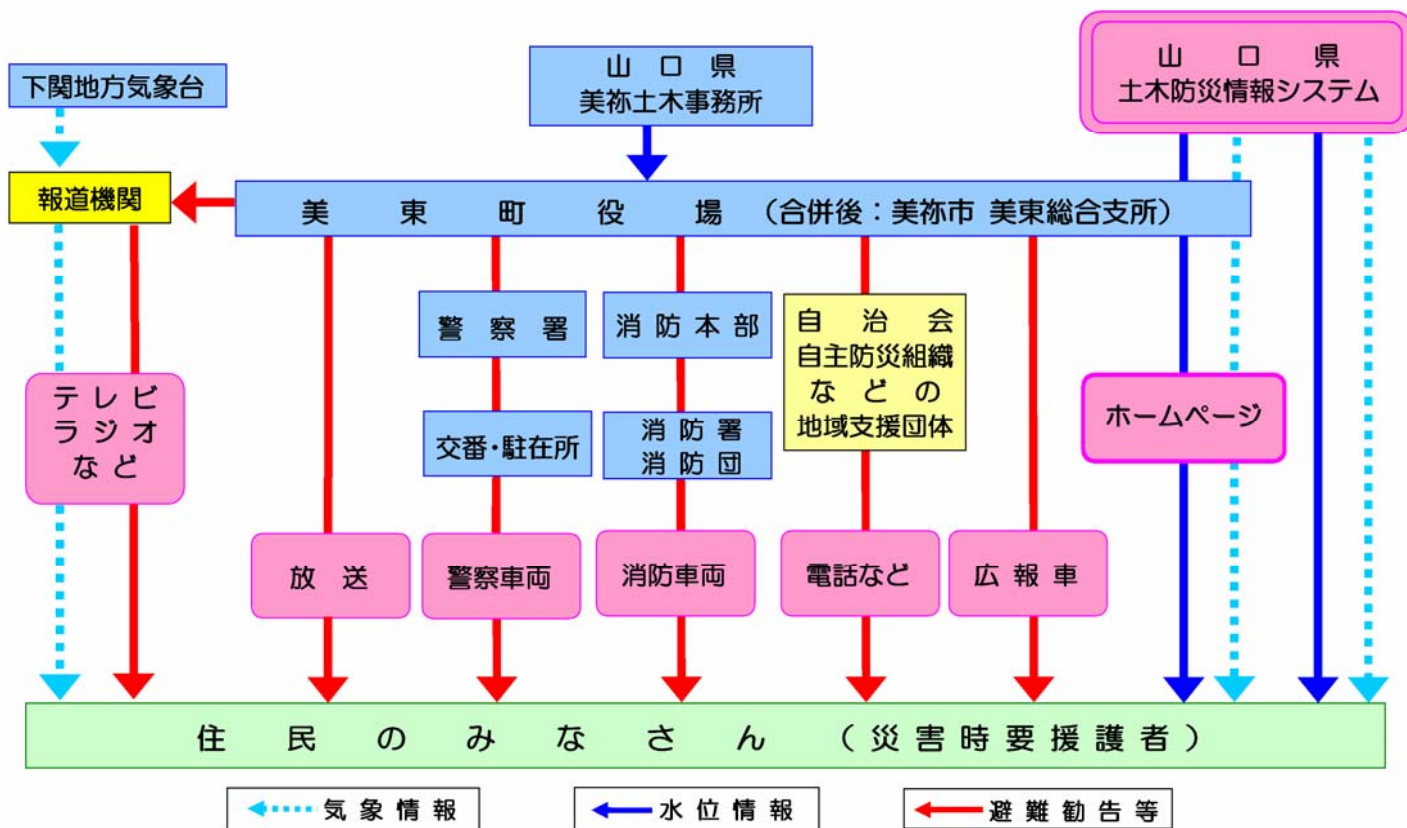 下関地方気象台
山口県
美祢土木事務所
山口県
土木防災情報システム
報道機関
美東町役場（合併後：美祢市 美東総合支所）
警察署
消防本部
自治会
自主防災組織
などの
地域支援団体
テレビ
ラジオ
など
ホームページ
交番・駐在所
消防署
消防団
放送
警察車両
消防車両
電話など
広報車
住民のみなさん（災害時要援護者）
気象情報
水位情報
避難勧告等